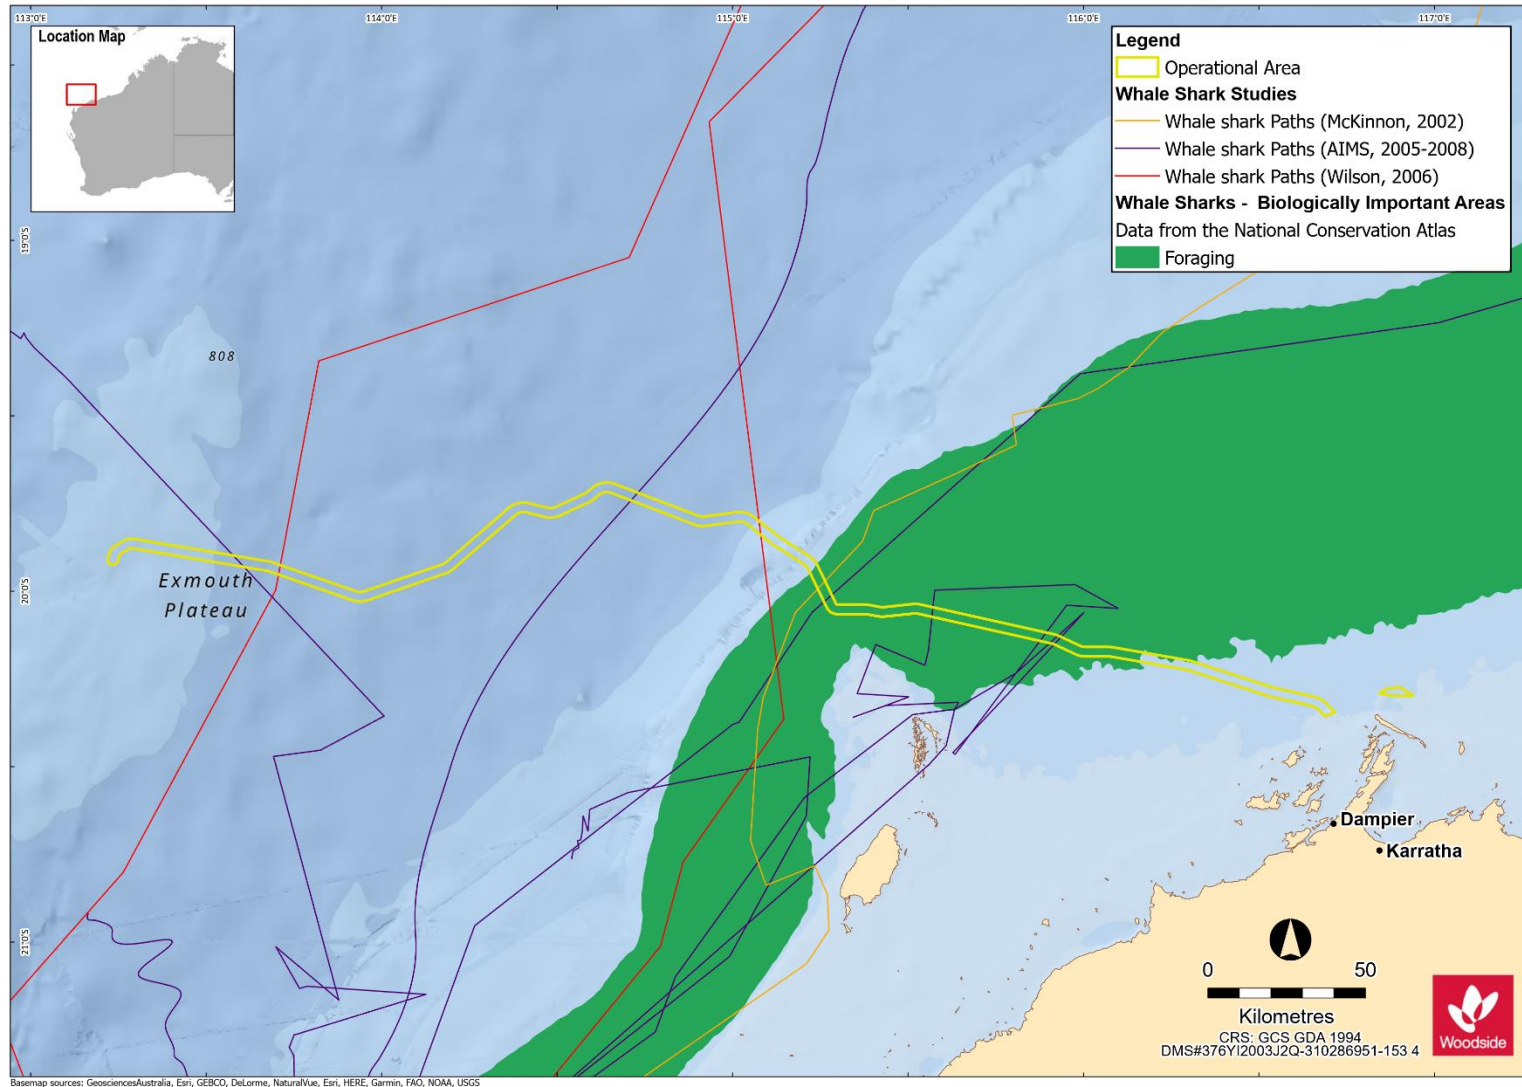 113°0'E
114°0'E
115°0'E
116°0'E
117°0'E
Location Map
Legend
Operational Area
Whale Shark Studies
Whale shark Paths (McKinnon, 2002)
Whale shark Paths (AIMS, 2005-2008)
Whale shark Paths (Wilson, 2006)
Whale Sharks - Biologically Important Areas
Data from the National Conservation Atlas
Foraging
19°0'S
808
20°0'S
Exmouth
Plateau
Dampier
Karratha
21°0'S
0 50
Kilometres
CRS: GCS GDA 1994
DMS#376YI2003J2Q-310286951-153 4
Woodside
Basemap sources: GeosciencesAustralia, Esri, GEBCO, DeLorme, NaturalVue, Esri, HERE, Garmin, FAO, NOAA, USGS